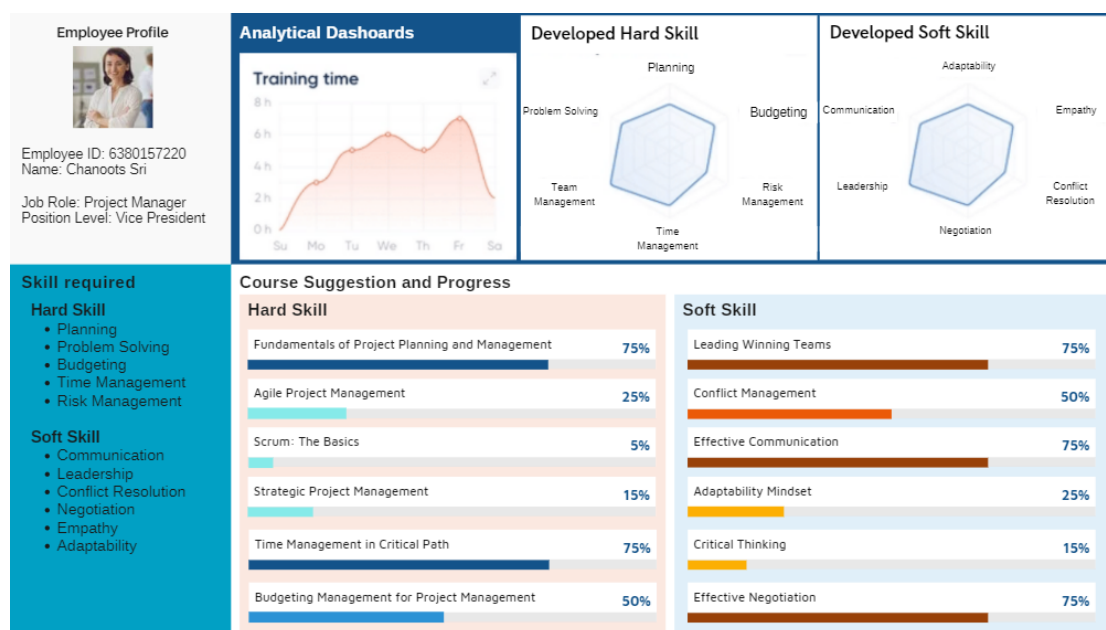 Employee Profile
Employee ID: 6380157220
Name: Chanoots Sri
Job Role: Project Manager
Position Level: Vice President
Analytical Dashoards
Training time
8 h
6 h
4 h
2 h
0 h
Su Mo Tu We Th Fr Sa
Developed Hard Skill
Planning
Problem Solving
Budgeting
Team
Management
Risk
Management
Time
Management
Developed Soft Skill
Adaptability
Communication
Empathy
Leadership
Conflict
Resolution
Negotiation
Skill required
Hard Skill
• Planning
• Problem Solving
• Budgeting
• Time Management
• Risk Management
Soft Skill
• Communication
• Leadership
• Conflict Resolution
• Negotiation
• Empathy
• Adaptability
Course Suggestion and Progress
Hard Skill
Fundamentals of Project Planning and Management 75%
Agile Project Management 25%
Scrum: The Basics 5%
Strategic Project Management 15%
Time Management in Critical Path 75%
Budgeting Management for Project Management 50%
Soft Skill
Leading Winning Teams 75%
Conflict Management 50%
Effective Communication 75%
Adaptability Mindset 25%
Critical Thinking 15%
Effective Negotiation 75%